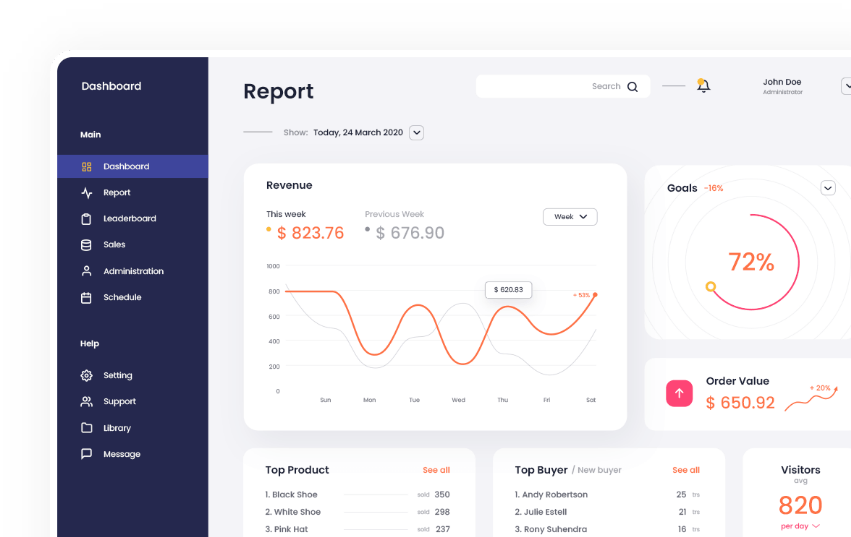 Dashboard
Main
Dashboard
Report
Leaderboard
Sales
Administration
Schedule
Help
Setting
Support
Library
Message
Report
Search
John Doe
Administrator
Show: Today, 24 March 2020
Revenue
This week
$ 823.76
Previous Week
$ 676.90
Week
1000
800
600
400
200
0
$ 620.83
+ 53%
Sun Mon Tue Wed Thu Fri Sat
Goals -16%
72%
Order Value
$ 650.92
+ 20%
Top Product See all
1. Black Shoe sold 350
2. White Shoe sold 298
3. Pink Hat sold 237
Top Buyer / New buyer See all
1. Andy Robertson 25 trs
2. Julie Estell 21 trs
3. Rony Suhendra 16 trs
Visitors
avg
820
per day